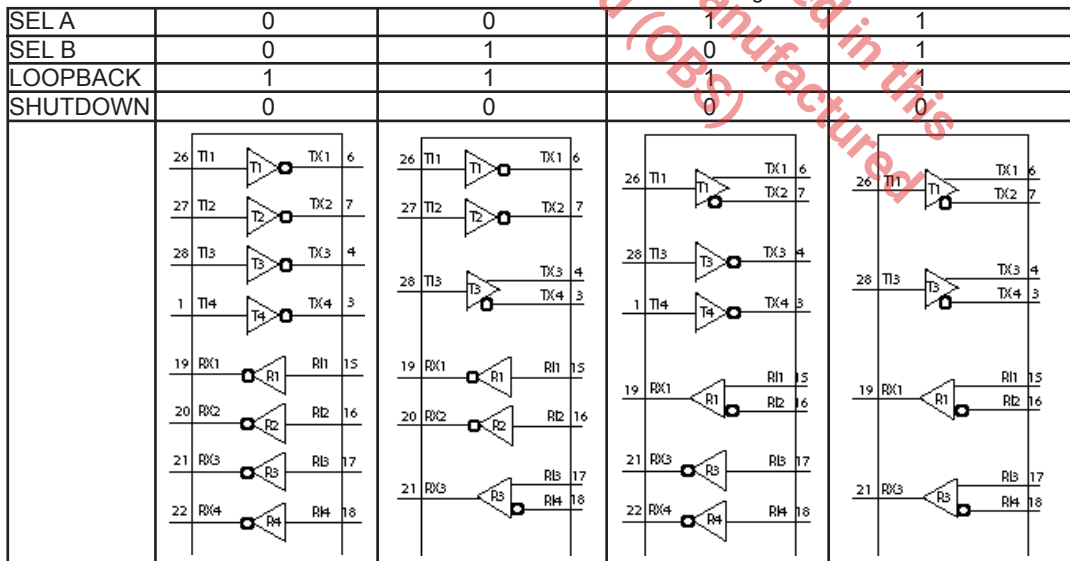 SEL A 0 0 1 1
SEL B 0 1 0 1
LOOPBACK 1 1 1 1
SHUTDOWN 0 0 0 0
26 TI1 T1 TX1 6
27 TI2 T2 TX2 7
28 TI3 T3 TX3 4
1 TI4 T4 TX4 3
19 RX1 R1 RI1 15
20 RX2 R2 RI2 16
21 RX3 R3 RI3 17
22 RX4 R4 RI4 18
26 TI1 T1 TX1 6
27 TI2 T2 TX2 7
28 TI3 T3 TX3 4
TX4 3
19 RX1 R1 RI1 15
20 RX2 R2 RI2 16
21 RX3 R3 RI3 17
RI4 18
26 TI1 T1 TX1 6
TX2 7
28 TI3 T3 TX3 4
1 TI4 T4 TX4 3
19 RX1 R1 RI1 15
RI2 16
21 RX3 R3 RI3 17
22 RX4 R4 RI4 18
26 TI1 T1 TX1 6
TX2 7
28 TI3 T3 TX3 4
TX4 3
19 RX1 R1 RI1 15
RI2 16
21 RX3 R3 RI3 17
RI4 18
in this
manufactured
(OBS)